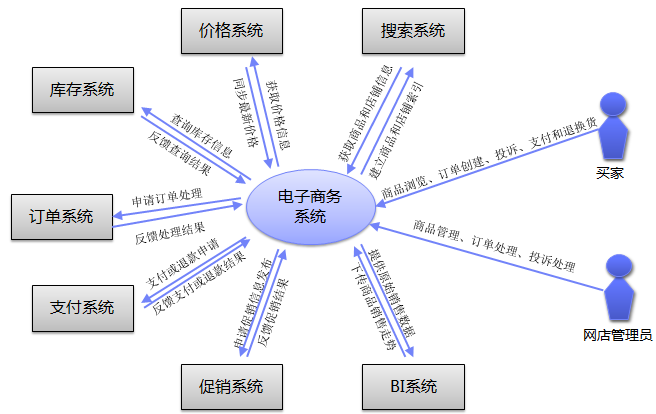 价格系统
搜索系统
库存系统
获取价格信息
同步最新价格
获取商品和店铺信息
建立商品和店铺索引
查询库存信息
反馈查询结果
商品浏览、订单创建、投诉、支付和退换货
买家
申请订单处理
订单系统
反馈处理结果
电子商务
系统
商品管理、订单处理、投诉处理
网店管理员
支付或退款申请
反馈支付或退款结果
支付系统
申请促销信息发布
反馈促销结果
提供原始销售数据
下传商品销售走势
促销系统
BI系统